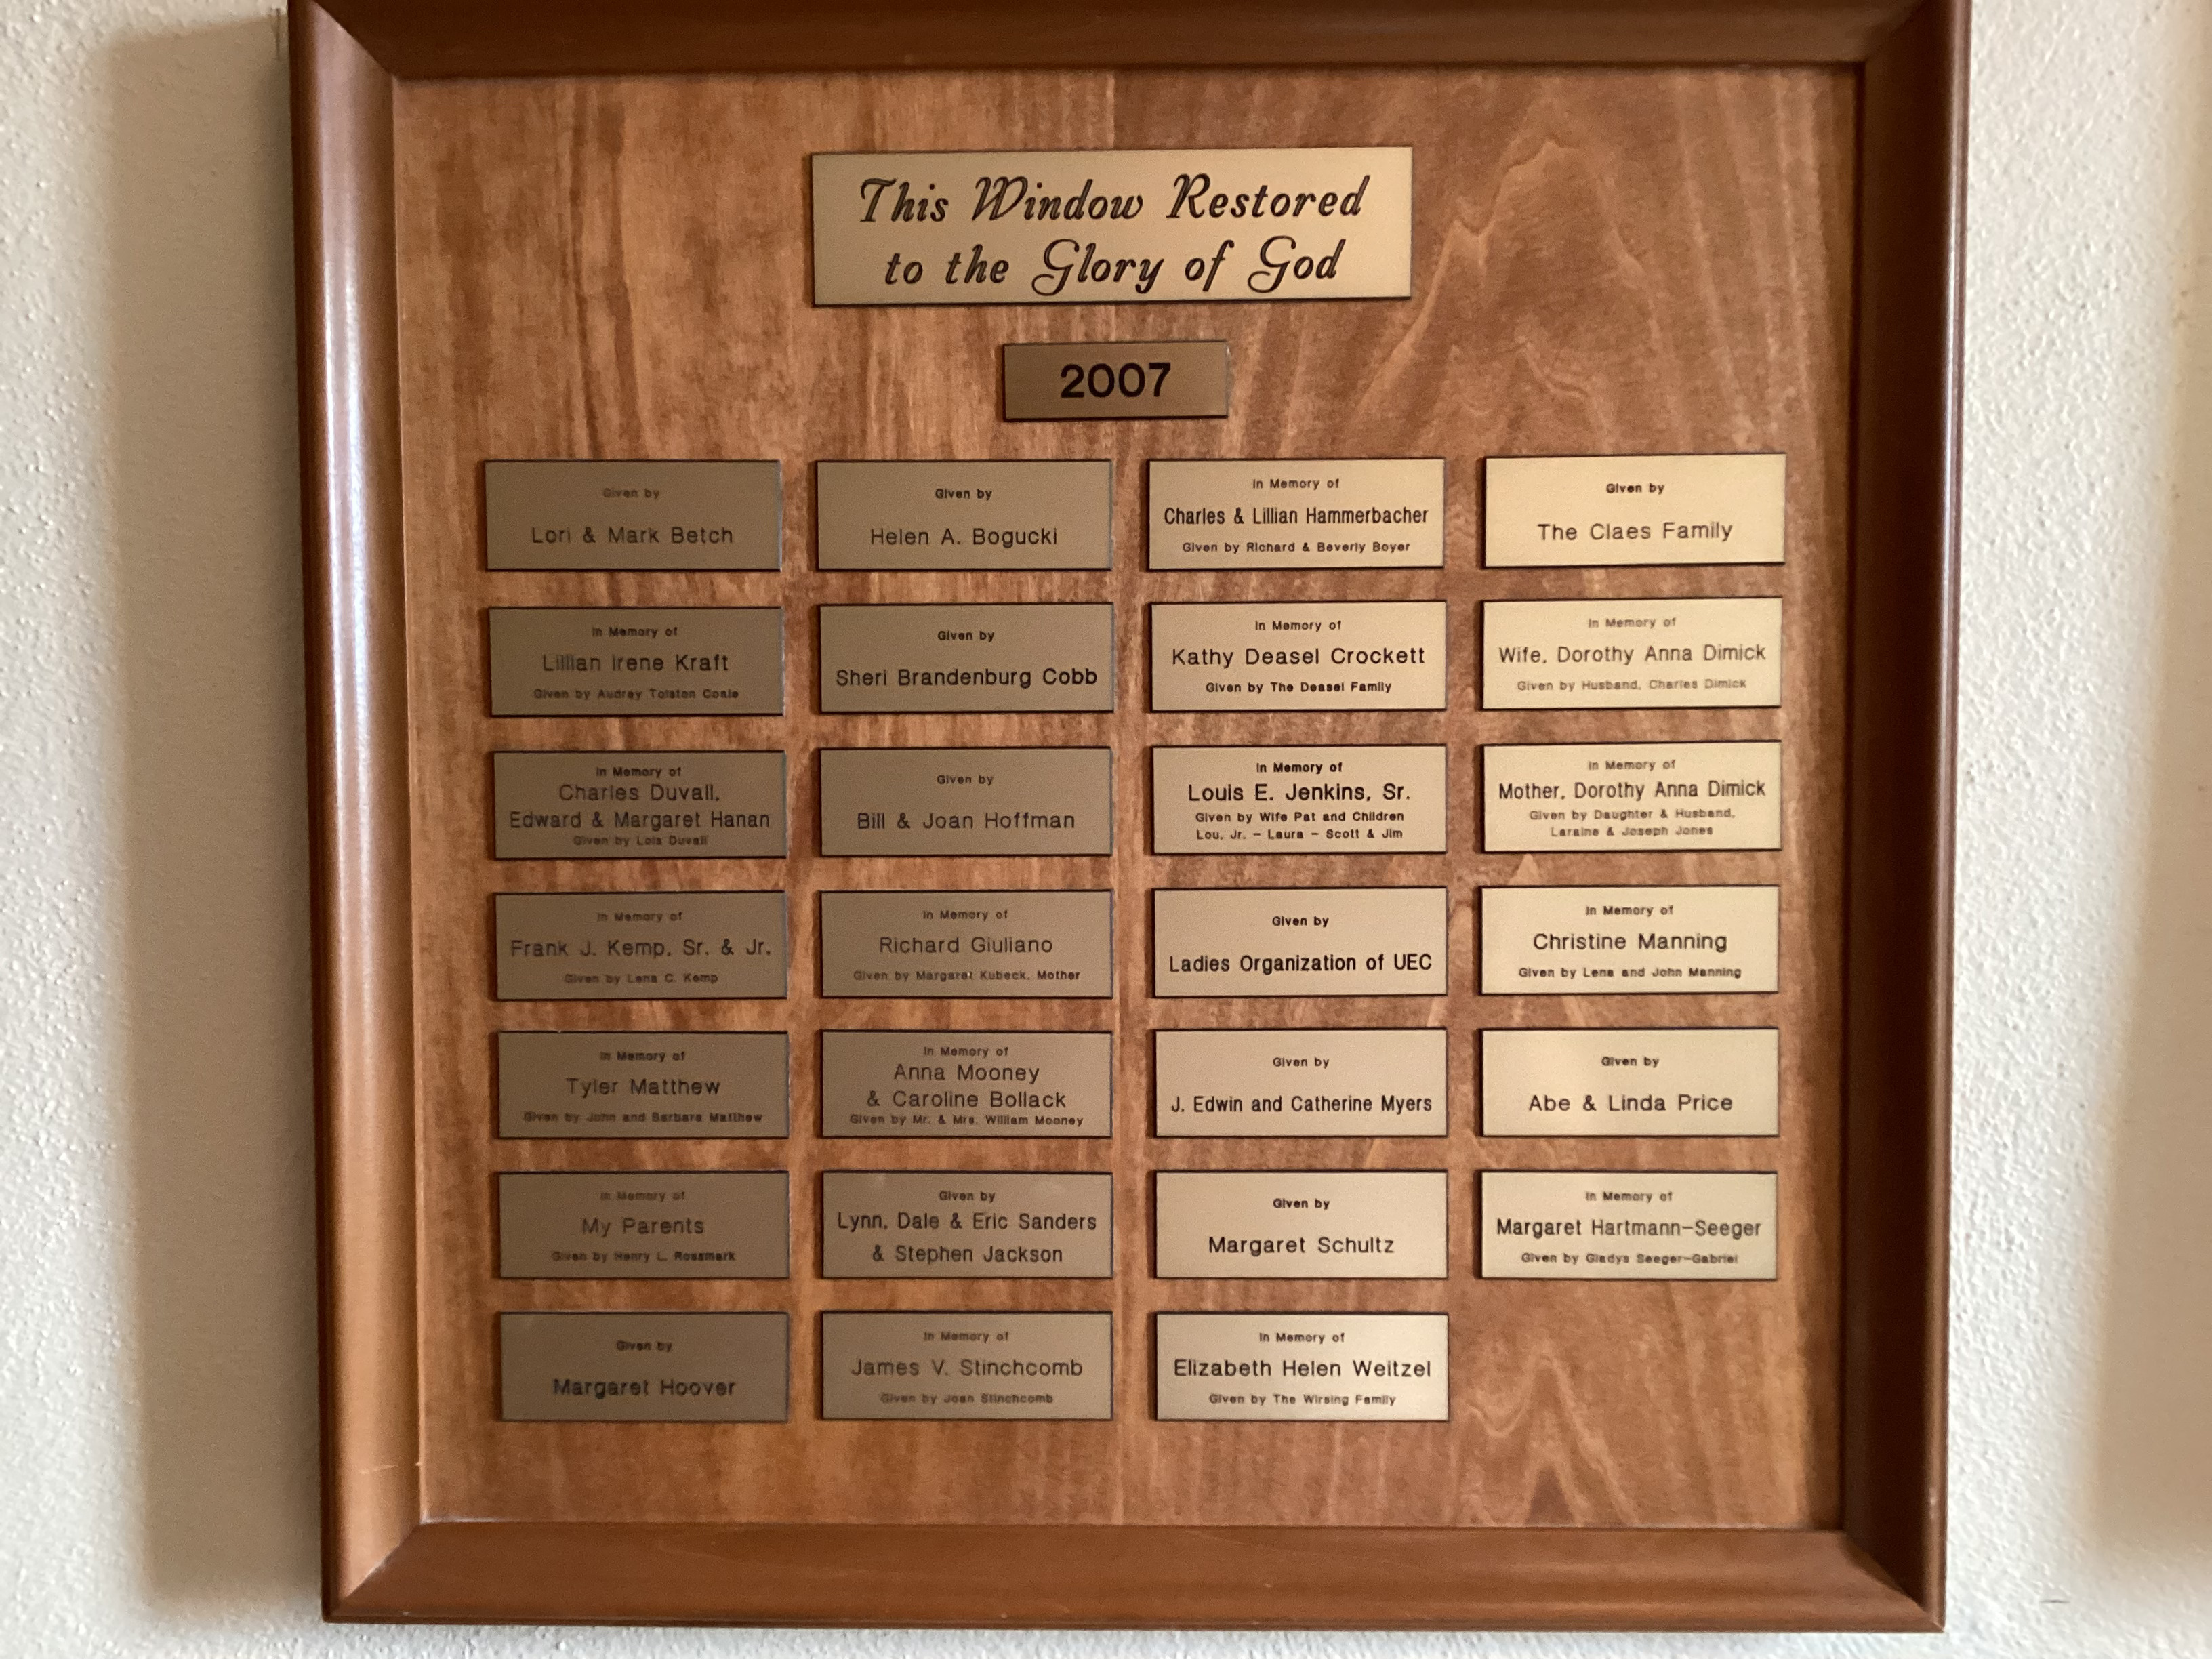 This Window Restored
to the Glory of God
2007
Given by
Lori & Mark Betch
Given by
Helen A. Bogucki
In Memory of
Charles & Lillian Hammerbacher
Given by Richard & Beverly Boyer
Given by
The Claes Family
In Memory of
Lillian Irene Kraft
Given by Audrey Tolston Coale
Given by
Sheri Brandenburg Cobb
In Memory of
Kathy Deasel Crockett
Given by The Deasel Family
In Memory of
Wife, Dorothy Anna Dimick
Given by Husband, Charles Dimick
In Memory of
Charles Duvall,
Edward & Margaret Hanan
Given by Lois Duvall
Given by
Bill & Joan Hoffman
In Memory of
Louis E. Jenkins, Sr.
Given by Wife Pat and Children
Lou, Jr. - Laura - Scott & Jim
In Memory of
Mother, Dorothy Anna Dimick
Given by Daughter & Husband,
Laraine & Joseph Jones
In Memory of
Frank J. Kemp, Sr. & Jr.
Given by Lena C. Kemp
In Memory of
Richard Giuliano
Given by Margaret Kubeck, Mother
Given by
Ladies Organization of UEC
In Memory of
Christine Manning
Given by Lena and John Manning
In Memory of
Tyler Matthew
Given by John and Barbara Matthew
In Memory of
Anna Mooney
& Caroline Bollack
Given by Mr. & Mrs. William Mooney
Given by
J. Edwin and Catherine Myers
Given by
Abe & Linda Price
In Memory of
My Parents
Given by Henry L. Rossmark
Given by
Lynn, Dale & Eric Sanders
& Stephen Jackson
Given by
Margaret Schultz
In Memory of
Margaret Hartmann-Seeger
Given by Gladys Seeger-Gabriel
Given by
Margaret Hoover
In Memory of
James V. Stinchcomb
Given by Joan Stinchcomb
In Memory of
Elizabeth Helen Weitzel
Given by The Wirsing Family